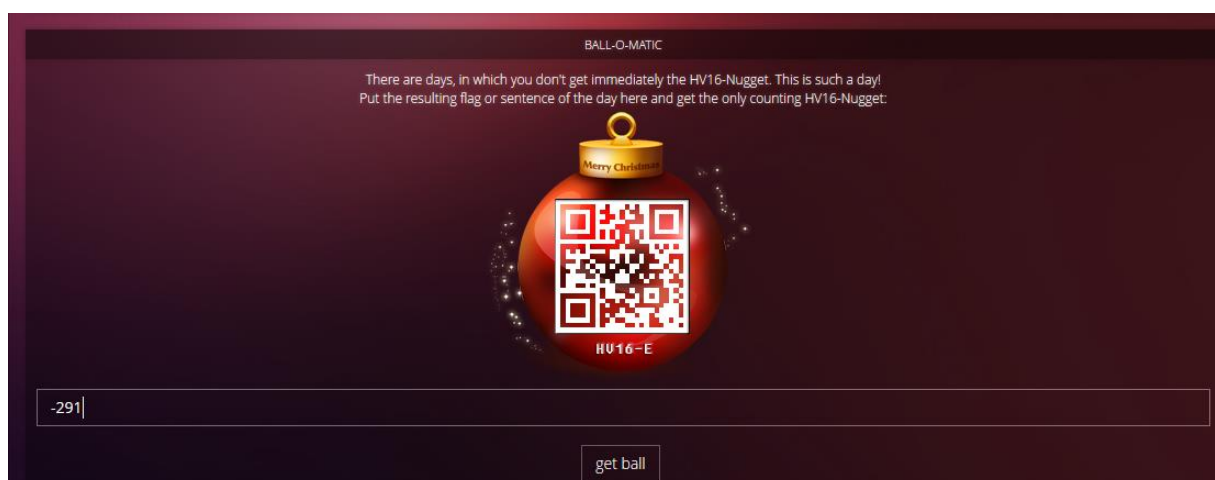 BALL-O-MATIC
There are days, in which you don't get immediately the HV16-Nugget. This is such a day!
Put the resulting flag or sentence of the day here and get the only counting HV16-Nugget:
Merry Christmas
HV16-E
-291
get ball